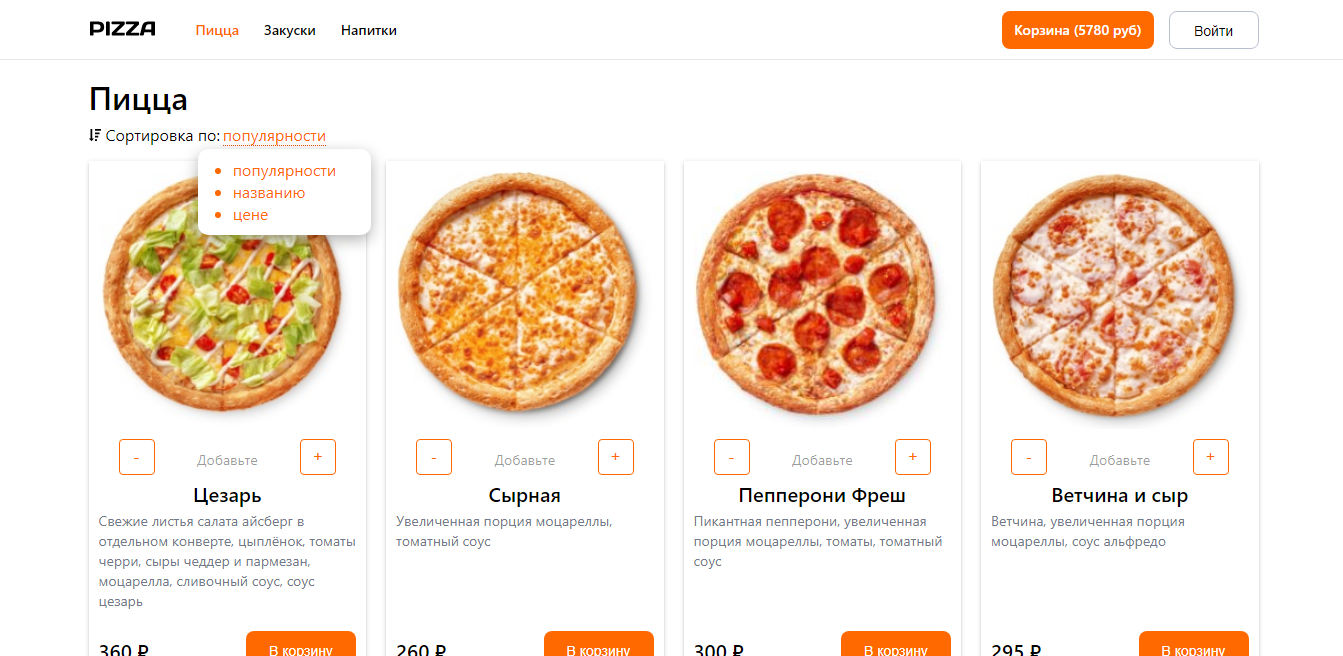 PIZZA Пицца Закуски Напитки Корзина (5780 руб) Войти
Пицца
Сортировка по: популярности
популярности
названию
цене
- Добавьте + - Добавьте + - Добавьте + - Добавьте +
Цезарь
Свежие листья салата айсберг в
отдельном конверте, цыплёнок, томаты
черри, сыры чеддер и пармезан,
моцарелла, сливочный соус, соус
цезарь
360 ₽ В корзину
Сырная
Увеличенная порция моцареллы,
томатный соус
260 ₽ В корзину
Пепперони Фреш
Пикантная пепперони, увеличенная
порция моцареллы, томаты, томатный
соус
300 ₽ В корзину
Ветчина и сыр
Ветчина, увеличенная порция
моцареллы, соус альфредо
295 ₽ В корзину